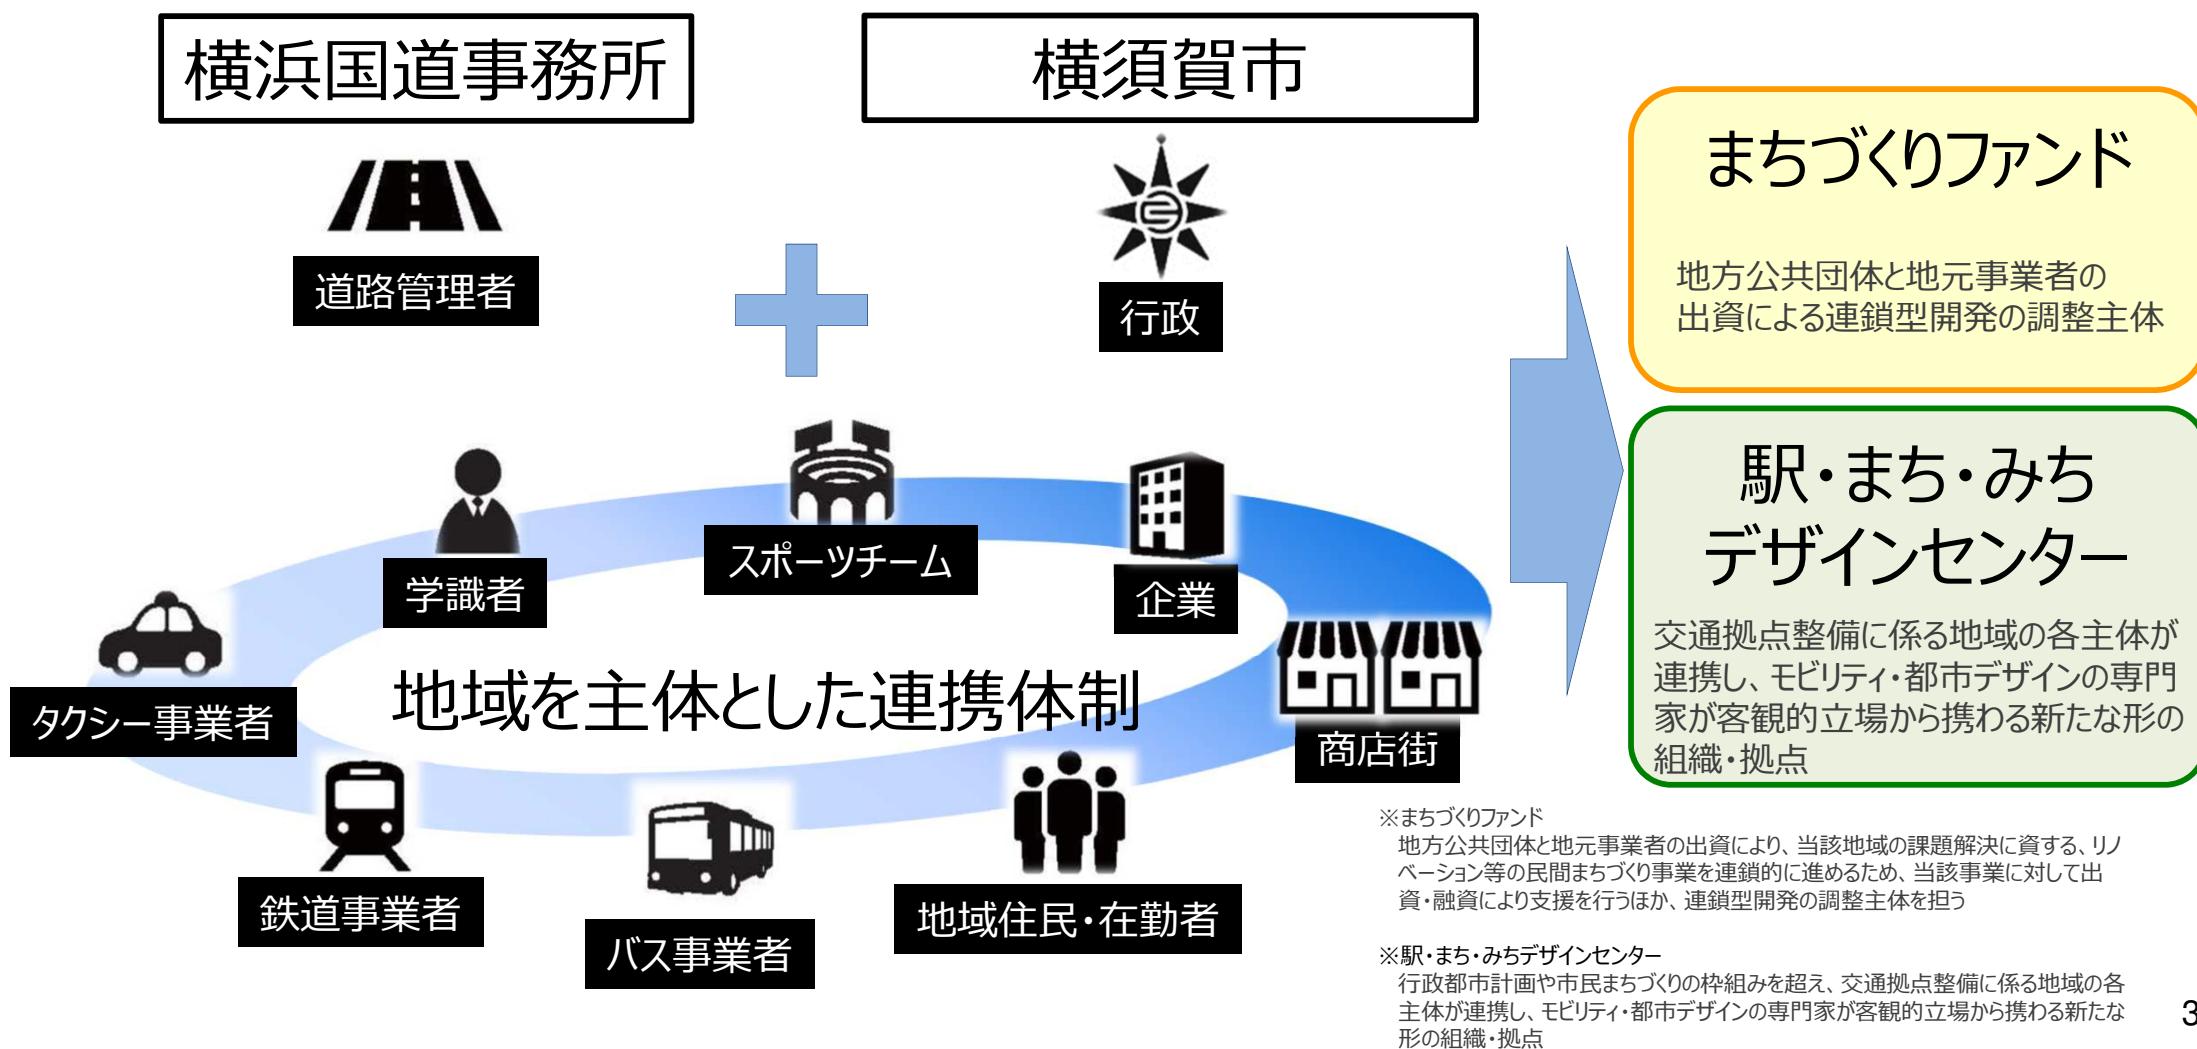 横浜国道事務所
横須賀市
道路管理者
行政
学識者
スポーツチーム
企業
タクシー事業者
地域を主体とした連携体制
商店街
鉄道事業者
バス事業者
地域住民・在勤者
まちづくりファンド
地方公共団体と地元事業者の
出資による連鎖型開発の調整主体
駅・まち・みち
デザインセンター
交通拠点整備に係る地域の各主体が
連携し、モビリティ・都市デザインの専門
家が客観的立場から携わる新たな形の
組織・拠点
※まちづくりファンド
地方公共団体と地元事業者の出資により、当該地域の課題解決に資する、リノ
ベーション等の民間まちづくり事業を連鎖的に進めるため、当該事業に対して出
資・融資により支援を行うほか、連鎖型開発の調整主体を担う
※駅・まち・みちデザインセンター
行政都市計画や市民まちづくりの枠組みを超え、交通拠点整備に係る地域の各
主体が連携し、モビリティ・都市デザインの専門家が客観的立場から携わる新たな
形の組織・拠点
3